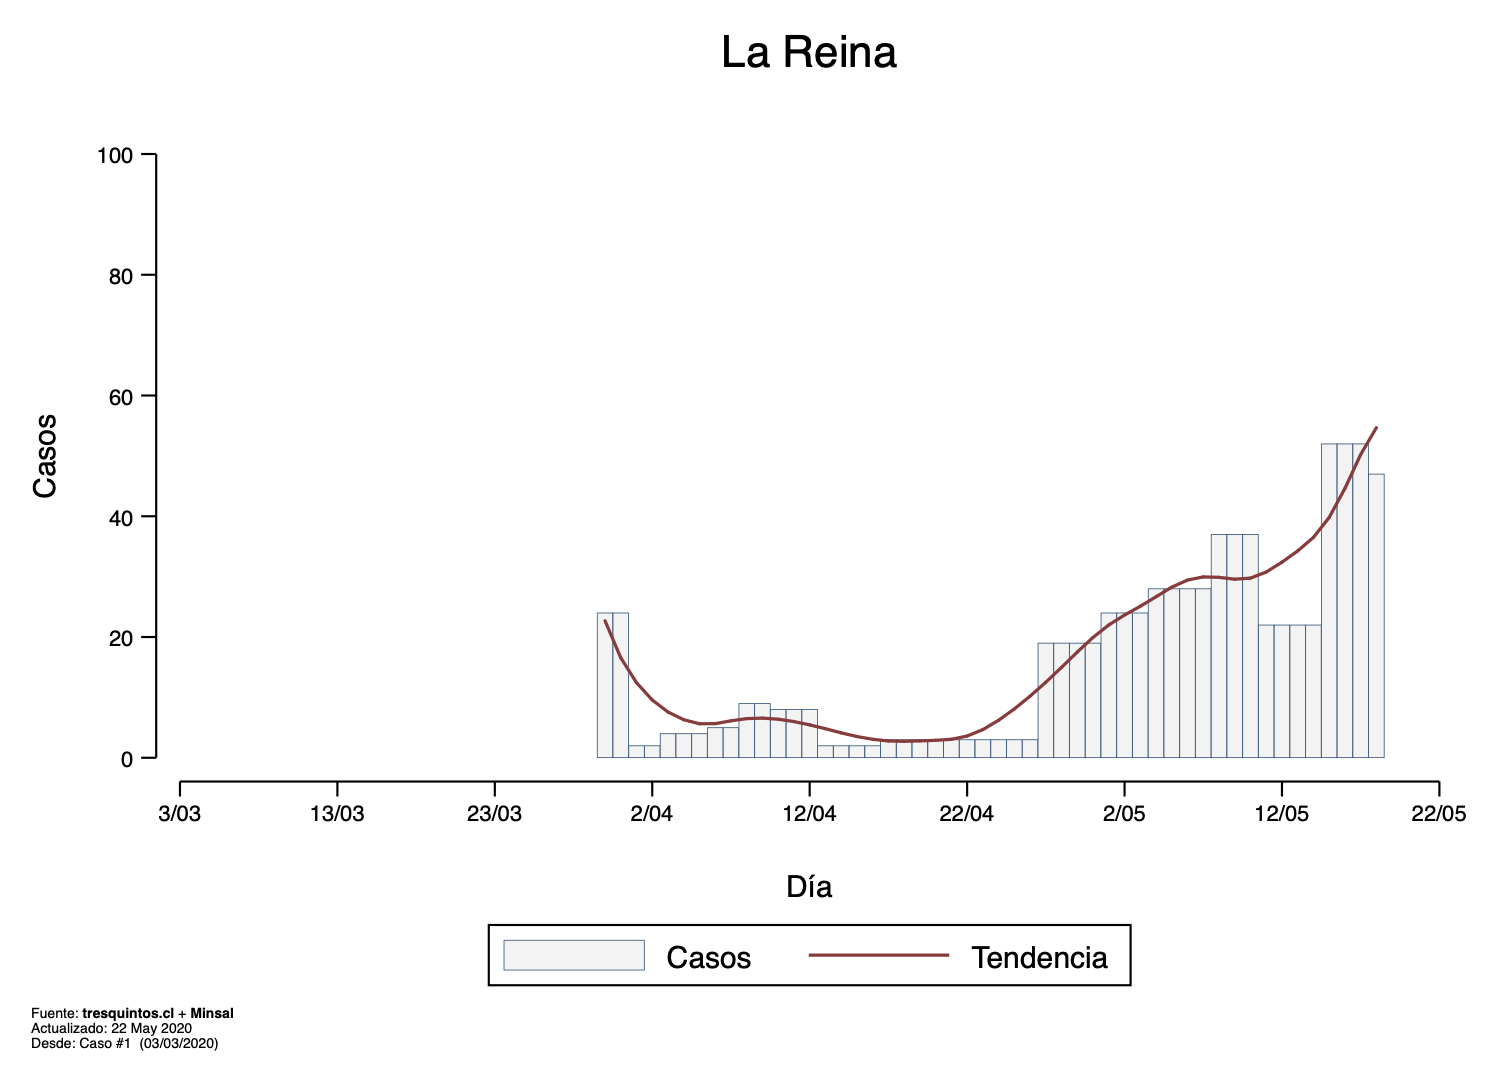 La Reina
100
80
60
40
20
0
Casos
3/03 13/03 23/03 2/04 12/04 22/04 2/05 12/05 22/05
Día
Casos Tendencia
Fuente: tresquintos.cl + Minsal
Actualizado: 22 May 2020
Desde: Caso #1 (03/03/2020)